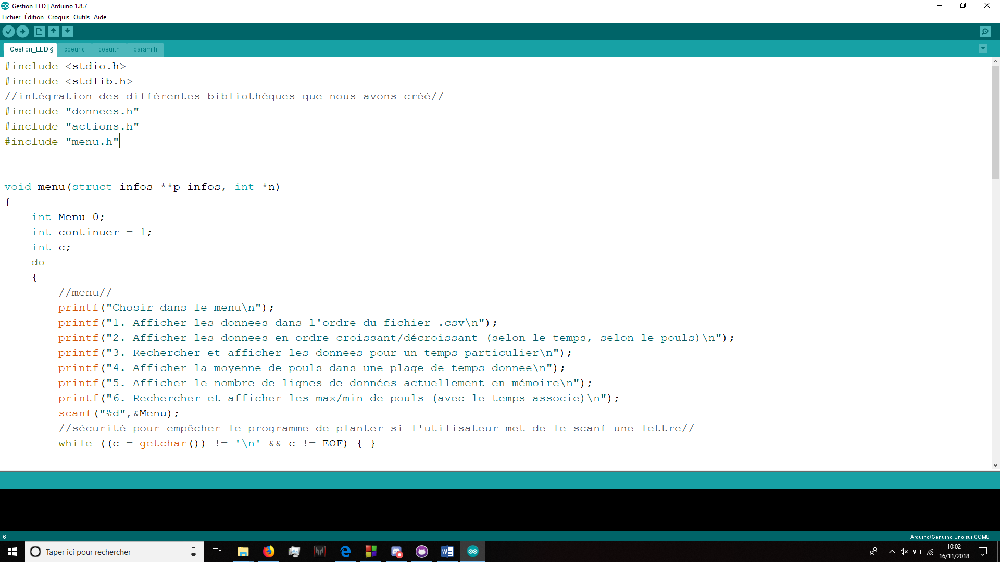 Gestion_LED | Arduino 1.8.7
Fichier Édition Croquis Outils Aide
Gestion_LED § coeur.c coeur.h param.h
#include <stdio.h>
#include <stdlib.h>
//intégration des différentes bibliothèques que nous avons créé//
#include "donnees.h"
#include "actions.h"
#include "menu.h"
void menu(struct infos **p_infos, int *n)
{
int Menu=0;
int continuer = 1;
int c;
do
{
//menu//
printf("Chosir dans le menu\n");
printf("1. Afficher les donnees dans l'ordre du fichier .csv\n");
printf("2. Afficher les donnees en ordre croissant/décroissant (selon le temps, selon le pouls)\n");
printf("3. Rechercher et afficher les donnees pour un temps particulier\n");
printf("4. Afficher la moyenne de pouls dans une plage de temps donnee\n");
printf("5. Afficher le nombre de lignes de données actuellement en mémoire\n");
printf("6. Rechercher et afficher les max/min de pouls (avec le temps associe)\n");
scanf("%d",&Menu);
//sécurité pour empêcher le programme de planter si l'utilisateur met de le scanf une lettre//
while ((c = getchar()) != '\n' && c != EOF) { }
6 Arduino/Genuino Uno sur COM8
Taper ici pour rechercher
10:02
16/11/2018